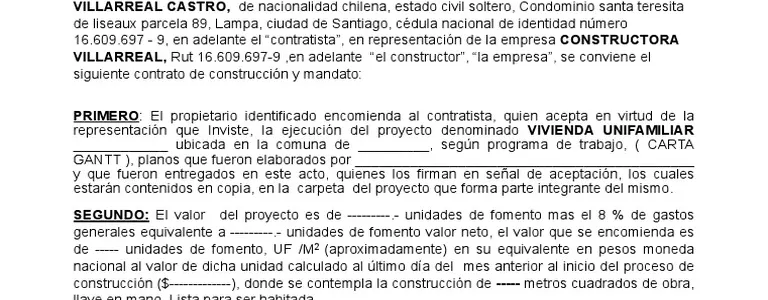 VILLARREAL CASTRO, de nacionalidad chilena, estado civil soltero, Condominio santa teresita
de liseaux parcela 89, Lampa, ciudad de Santiago, cédula nacional de identidad número
16.609.697 - 9, en adelante el “contratista”, en representación de la empresa CONSTRUCTORA
VILLARREAL, Rut 16.609.697-9 ,en adelante “el constructor”, “la empresa”, se conviene el
siguiente contrato de construcción y mandato:
PRIMERO: El propietario identificado encomienda al contratista, quien acepta en virtud de la
representación que Inviste, la ejecución del proyecto denominado VIVIENDA UNIFAMILIAR
____________ ubicada en la comuna de _________, según programa de trabajo, ( CARTA
GANTT ), planos que fueron elaborados por ___________________________________________
y que fueron entregados en este acto, quienes los firman en señal de aceptación, los cuales
estarán contenidos en copia, en la carpeta del proyecto que forma parte integrante del mismo.
SEGUNDO: El valor del proyecto es de ---------.- unidades de fomento mas el 8 % de gastos
generales equivalente a ---------.- unidades de fomento valor neto, el valor que se encomienda es
de ----- unidades de fomento, UF /M² (aproximadamente) en su equivalente en pesos moneda
nacional al valor de dicha unidad calculado al último día del mes anterior al inicio del proceso de
construcción ($-------------), donde se contempla la construcción de ----- metros cuadrados de obra,
llave en mano. Lista para ser habitada.